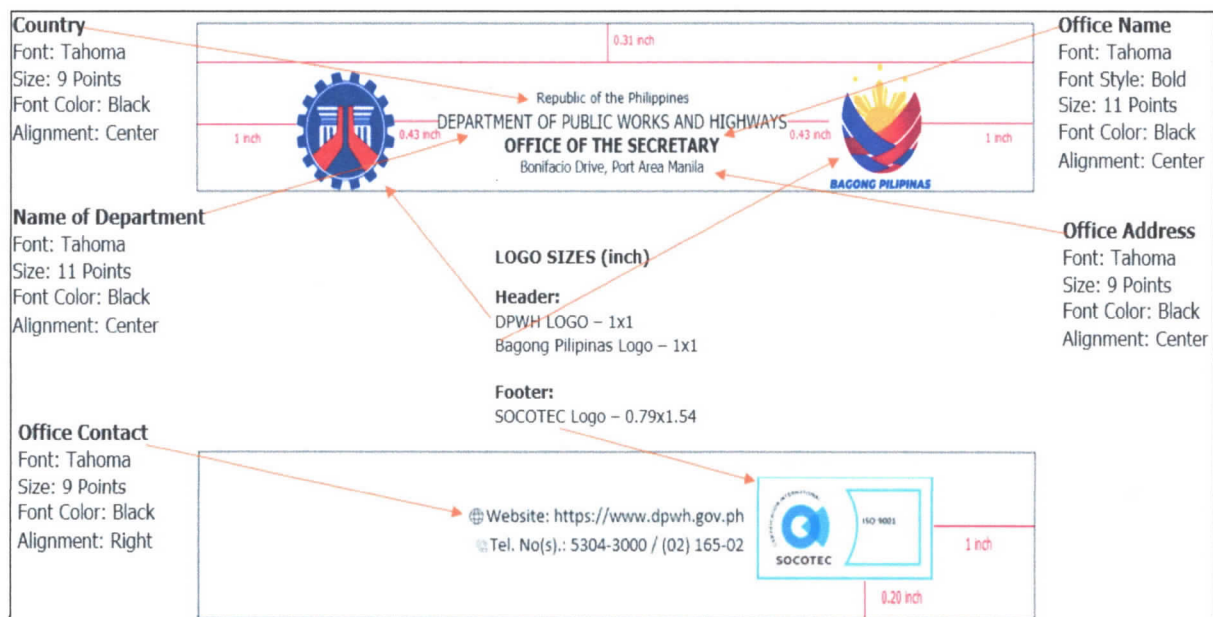 Country
Font: Tahoma
Size: 9 Points
Font Color: Black
Alignment: Center
Name of Department
Font: Tahoma
Size: 11 Points
Font Color: Black
Alignment: Center
0.31 inch
1 inch
0.43 inch
Republic of the Philippines
DEPARTMENT OF PUBLIC WORKS AND HIGHWAYS
OFFICE OF THE SECRETARY
Bonifacio Drive, Port Area Manila
0.43 inch
BAGONG PILIPINAS
1 inch
Office Name
Font: Tahoma
Font Style: Bold
Size: 11 Points
Font Color: Black
Alignment: Center
Office Address
Font: Tahoma
Size: 9 Points
Font Color: Black
Alignment: Center
LOGO SIZES (inch)
Header:
DPWH LOGO – 1x1
Bagong Pilipinas Logo – 1x1
Footer:
SOCOTEC Logo – 0.79x1.54
Office Contact
Font: Tahoma
Size: 9 Points
Font Color: Black
Alignment: Right
Website: https://www.dpwh.gov.ph
Tel. No(s).: 5304-3000 / (02) 165-02
CERTIFICATION INTERNATIONAL
SOCOTEC
ISO 9001
1 inch
0.20 inch